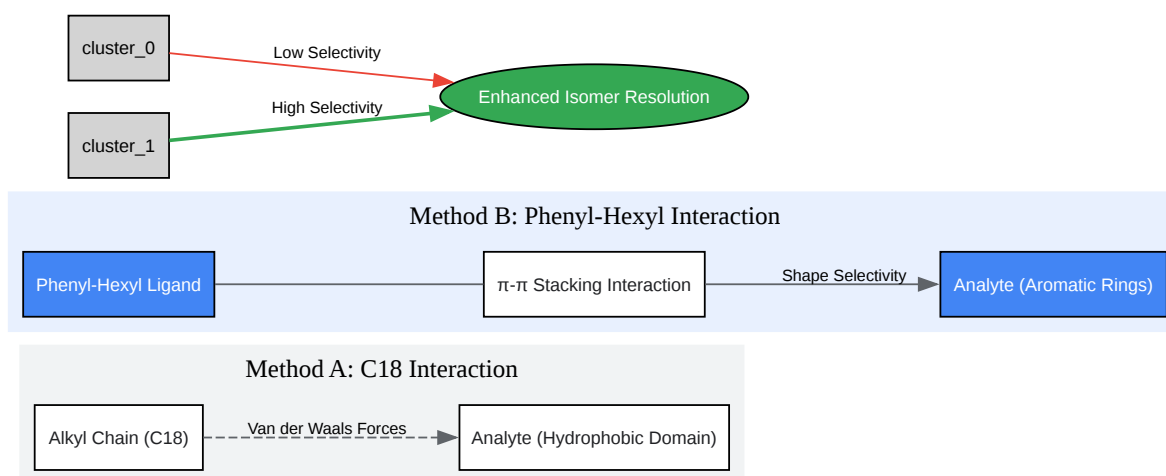 cluster_0
Low Selectivity
Enhanced Isomer Resolution
High Selectivity
cluster_1
Method B: Phenyl-Hexyl Interaction
Phenyl-Hexyl Ligand
π-π Stacking Interaction
Shape Selectivity
Analyte (Aromatic Rings)
Method A: C18 Interaction
Alkyl Chain (C18)
Van der Waals Forces
Analyte (Hydrophobic Domain)